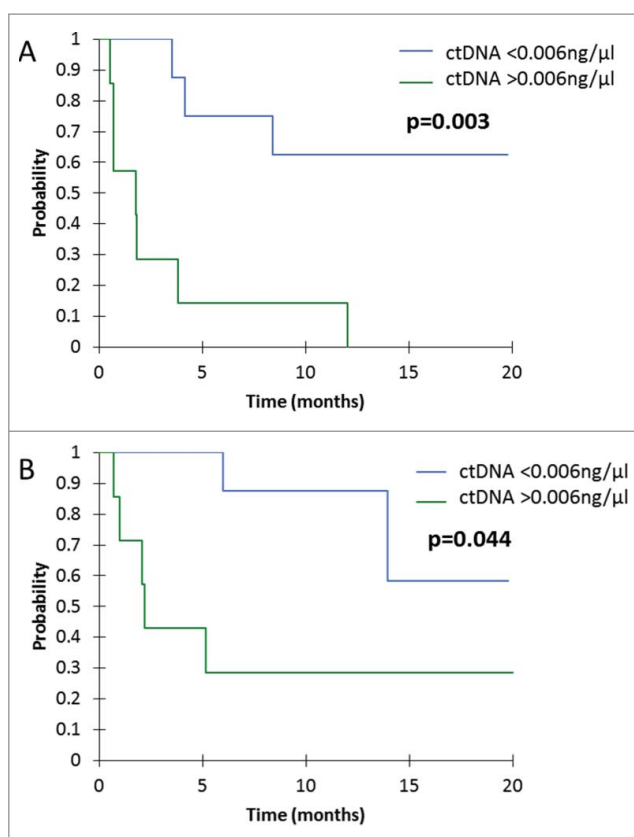 A
ctDNA <0.006ng/µl
ctDNA >0.006ng/µl
p=0.003
1
0.9
0.8
0.7
0.6
0.5
0.4
0.3
0.2
0.1
0
Probability
0 5 10 15 20
Time (months)
B
ctDNA <0.006ng/µl
ctDNA >0.006ng/µl
p=0.044
1
0.9
0.8
0.7
0.6
0.5
0.4
0.3
0.2
0.1
0
Probability
0 5 10 15 20
Time (months)